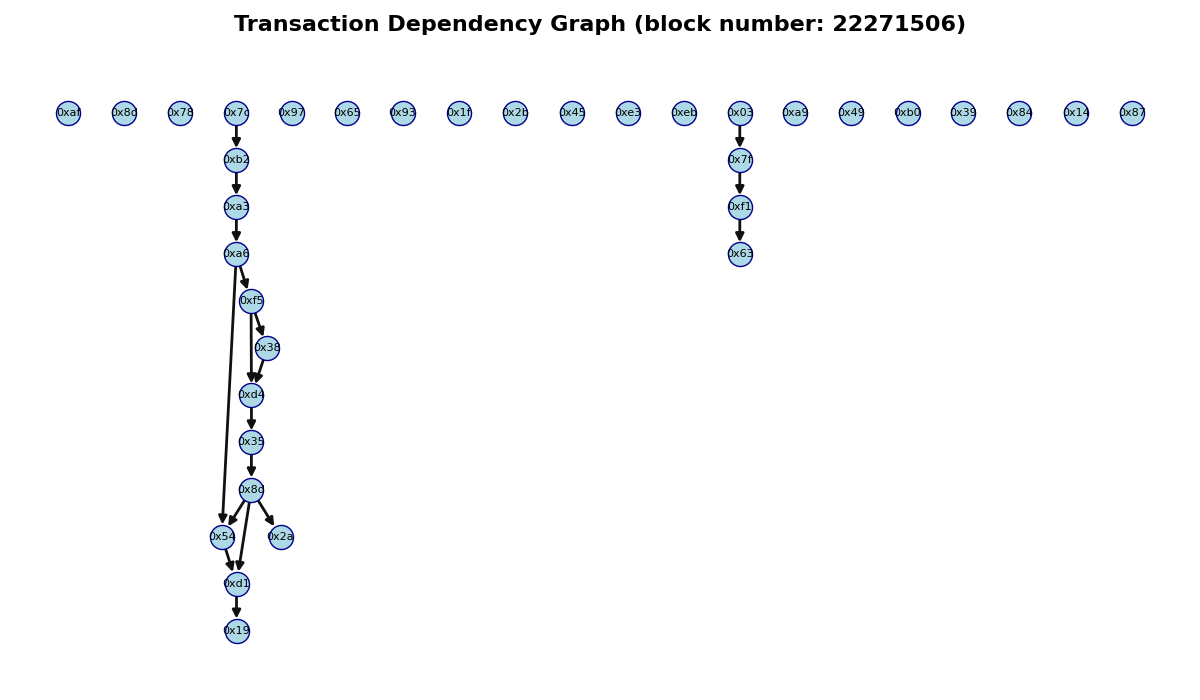 Transaction Dependency Graph (block number: 22271506)
0xaf 0x8d 0x78 0x7c 0x97 0x65 0x93 0x1f 0x2b 0x45 0xe3 0xeb 0x03 0xa9 0x49 0xb0 0x39 0x84 0x14 0x87
0xb2 0x7f
0xa3 0xf1
0xa6 0x63
0xf5
0x38
0xd4
0x35
0x8d
0x54 0x2a
0xd1
0x19